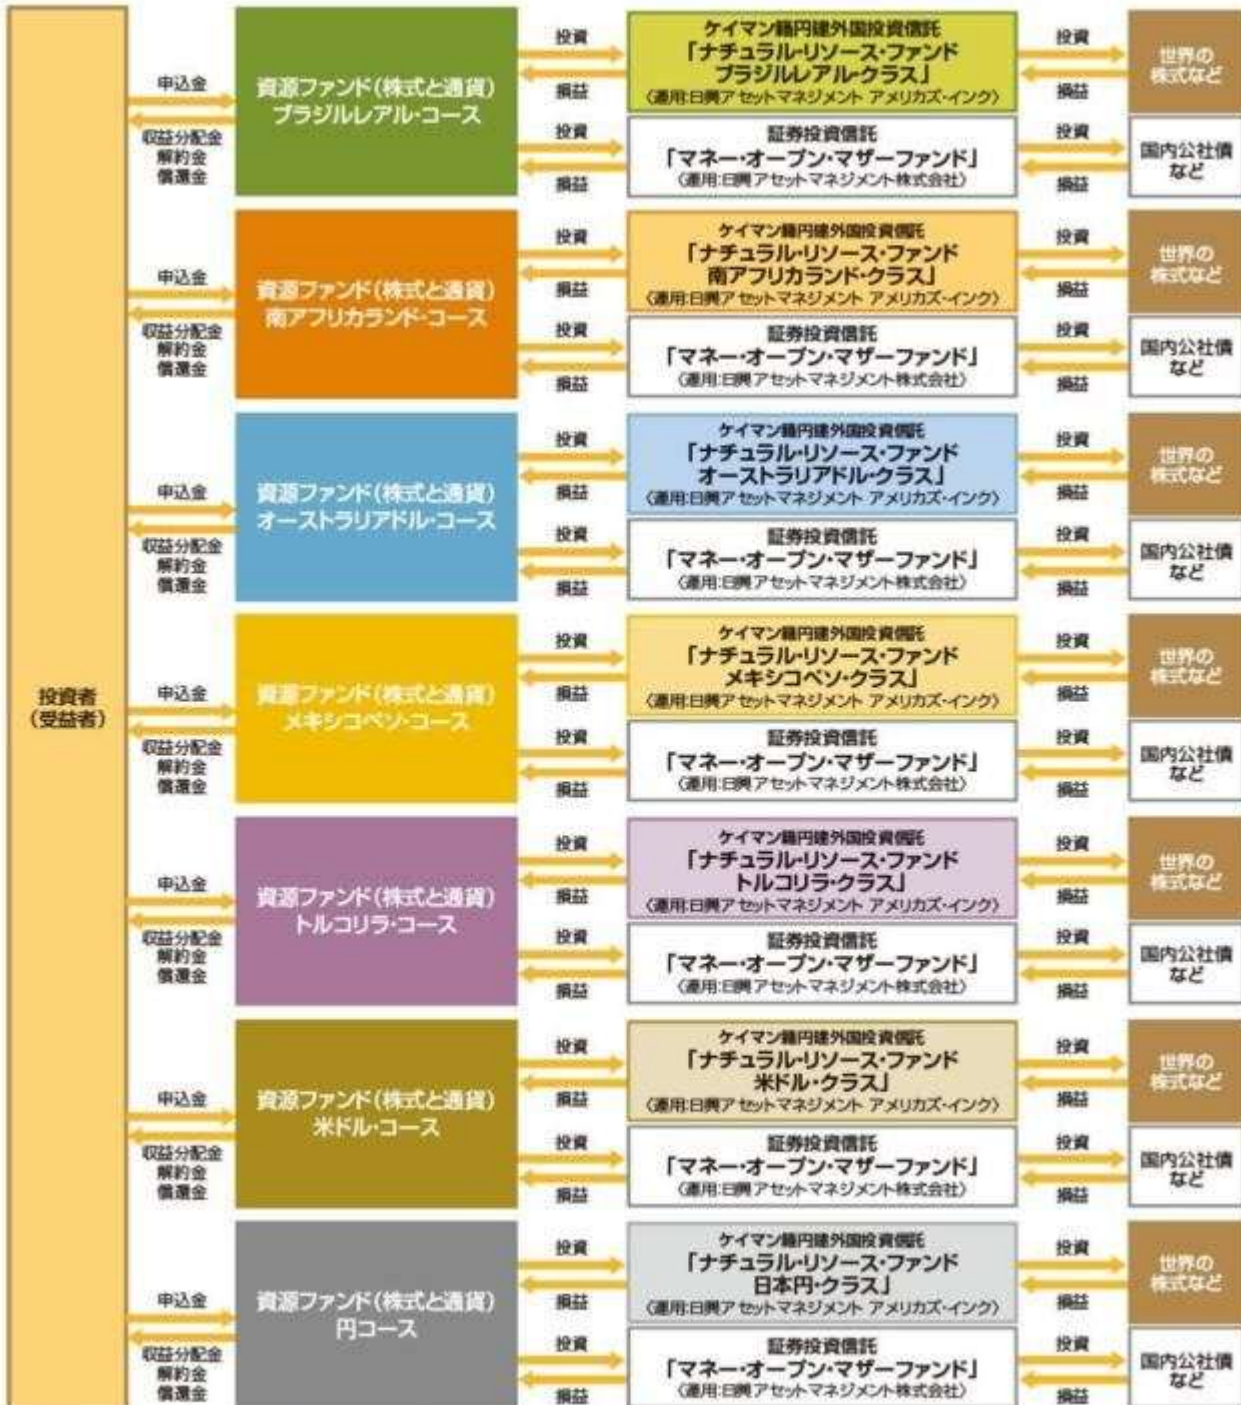 投資者
(受益者)
申込金
収益分配金
解約金
償還金
資源ファンド(株式と通貨)
ブラジルレアル・コース
投資
損益
ケイマン籍円建外国投資信託
「ナチュラル・リソース・ファンド
ブラジルレアル・クラス」
〈運用:日興アセットマネジメント アメリカズ・インク〉
投資
損益
世界の
株式など
投資
損益
証券投資信託
「マネー・オープン・マザーファンド」
〈運用:日興アセットマネジメント株式会社〉
投資
損益
国内公社債
など
申込金
収益分配金
解約金
償還金
資源ファンド(株式と通貨)
南アフリカランド・コース
投資
損益
ケイマン籍円建外国投資信託
「ナチュラル・リソース・ファンド
南アフリカランド・クラス」
〈運用:日興アセットマネジメント アメリカズ・インク〉
投資
損益
世界の
株式など
投資
損益
証券投資信託
「マネー・オープン・マザーファンド」
〈運用:日興アセットマネジメント株式会社〉
投資
損益
国内公社債
など
申込金
収益分配金
解約金
償還金
資源ファンド(株式と通貨)
オーストラリアドル・コース
投資
損益
ケイマン籍円建外国投資信託
「ナチュラル・リソース・ファンド
オーストラリアドル・クラス」
〈運用:日興アセットマネジメント アメリカズ・インク〉
投資
損益
世界の
株式など
投資
損益
証券投資信託
「マネー・オープン・マザーファンド」
〈運用:日興アセットマネジメント株式会社〉
投資
損益
国内公社債
など
申込金
収益分配金
解約金
償還金
資源ファンド(株式と通貨)
メキシコペソ・コース
投資
損益
ケイマン籍円建外国投資信託
「ナチュラル・リソース・ファンド
メキシコペソ・クラス」
〈運用:日興アセットマネジメント アメリカズ・インク〉
投資
損益
世界の
株式など
投資
損益
証券投資信託
「マネー・オープン・マザーファンド」
〈運用:日興アセットマネジメント株式会社〉
投資
損益
国内公社債
など
申込金
収益分配金
解約金
償還金
資源ファンド(株式と通貨)
トルコリラ・コース
投資
損益
ケイマン籍円建外国投資信託
「ナチュラル・リソース・ファンド
トルコリラ・クラス」
〈運用:日興アセットマネジメント アメリカズ・インク〉
投資
損益
世界の
株式など
投資
損益
証券投資信託
「マネー・オープン・マザーファンド」
〈運用:日興アセットマネジメント株式会社〉
投資
損益
国内公社債
など
申込金
収益分配金
解約金
償還金
資源ファンド(株式と通貨)
米ドル・コース
投資
損益
ケイマン籍円建外国投資信託
「ナチュラル・リソース・ファンド
米ドル・クラス」
〈運用:日興アセットマネジメント アメリカズ・インク〉
投資
損益
世界の
株式など
投資
損益
証券投資信託
「マネー・オープン・マザーファンド」
〈運用:日興アセットマネジメント株式会社〉
投資
損益
国内公社債
など
申込金
収益分配金
解約金
償還金
資源ファンド(株式と通貨)
円コース
投資
損益
ケイマン籍円建外国投資信託
「ナチュラル・リソース・ファンド
日本円・クラス」
〈運用:日興アセットマネジメント アメリカズ・インク〉
投資
損益
世界の
株式など
投資
損益
証券投資信託
「マネー・オープン・マザーファンド」
〈運用:日興アセットマネジメント株式会社〉
投資
損益
国内公社債
など